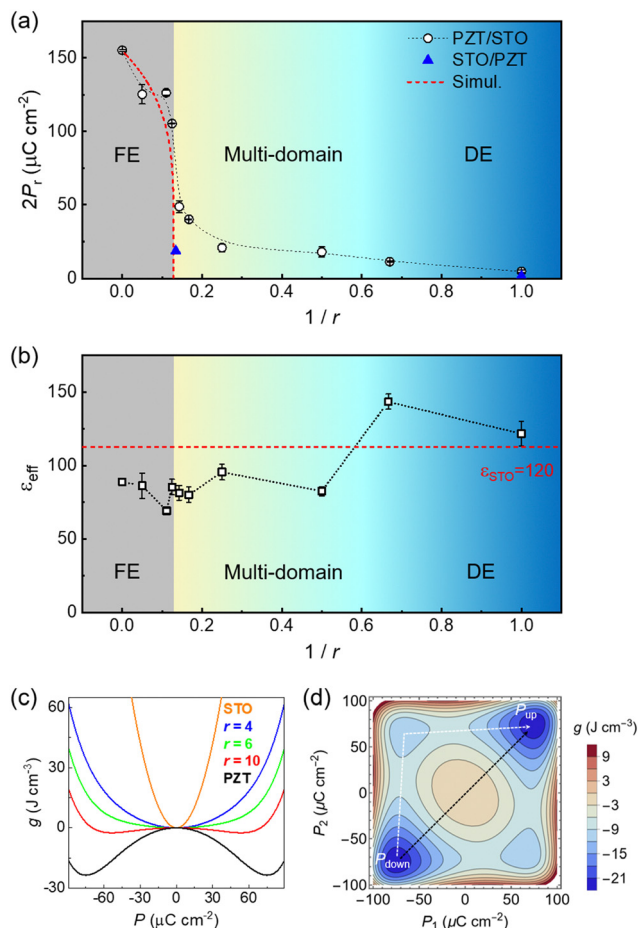 (a)
150
100
50
0
2Pr (μC cm⁻²)
PZT/STO
STO/PZT
Simul.
FE
Multi-domain
DE
0.0 0.2 0.4 0.6 0.8 1.0
1 / r
(b)
150
100
50
0
εeff
εSTO=120
FE
Multi-domain
DE
0.0 0.2 0.4 0.6 0.8 1.0
1 / r
(c)
60
30
0
-30
g (J cm⁻³)
STO
r = 4
r = 6
r = 10
PZT
-50 0 50
P (μC cm⁻²)
(d)
100
50
0
−50
−100
P2 (μC cm⁻²)
Pup
Pdown
−100 −50 0 50 100
P1 (μC cm⁻²)
g (J cm⁻³)
9
3
−3
−9
−15
−21